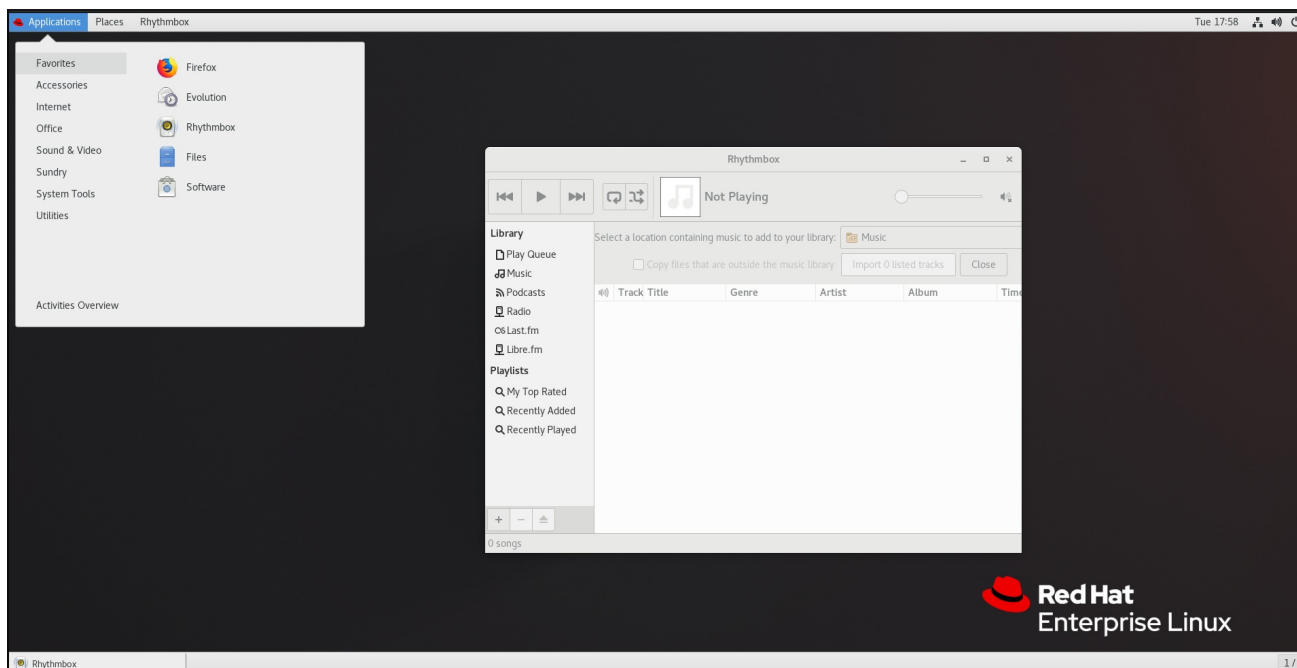 Applications Places Rhythmbox Tue 17:58
Favorites
Accessories
Internet
Office
Sound & Video
Sundry
System Tools
Utilities
Activities Overview
Firefox
Evolution
Rhythmbox
Files
Software
Rhythmbox
Not Playing
Library
Play Queue
Music
Podcasts
Radio
Last.fm
Libre.fm
Playlists
My Top Rated
Recently Added
Recently Played
Select a location containing music to add to your library: Music
Copy files that are outside the music library Import 0 listed tracks Close
Track Title Genre Artist Album Time
0 songs
Red Hat
Enterprise Linux
Rhythmbox 1 /